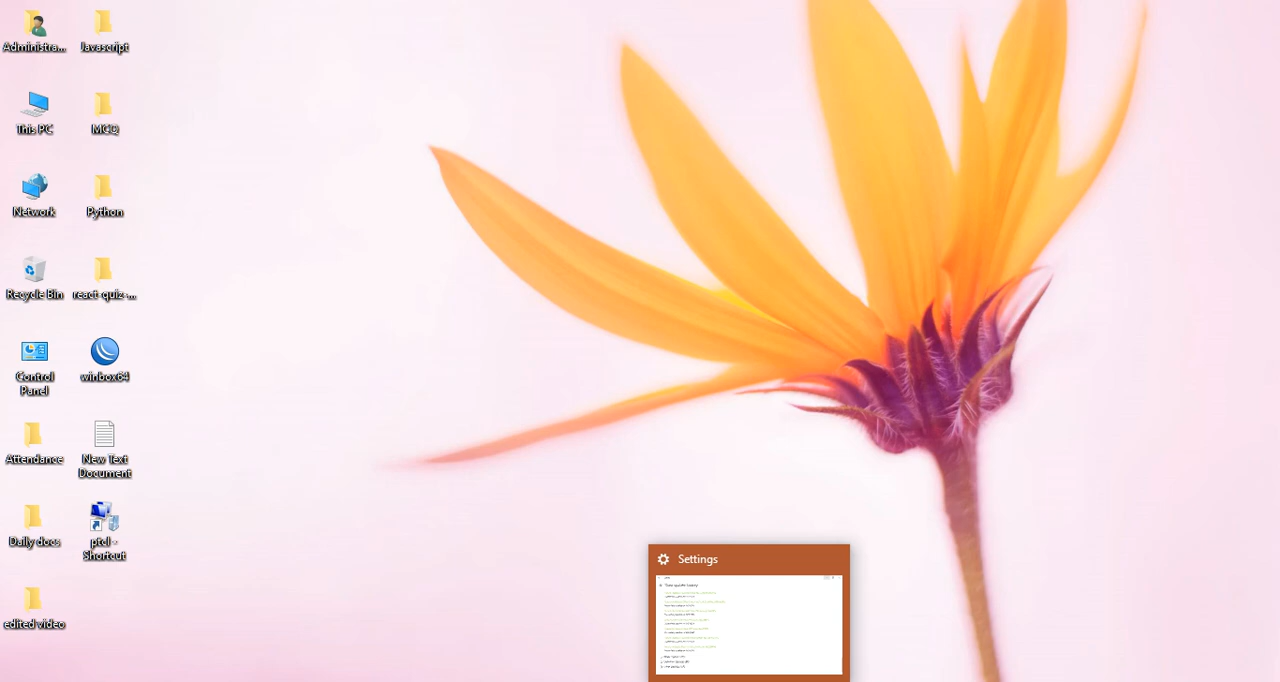 Administra...
Javascript
This PC
MCQ
Network
Python
Recycle Bin
react-quiz-...
Control
Panel
winbox64
Attendance
New Text
Document
Daily docs
ptcl -
Shortcut
edited video
Settings